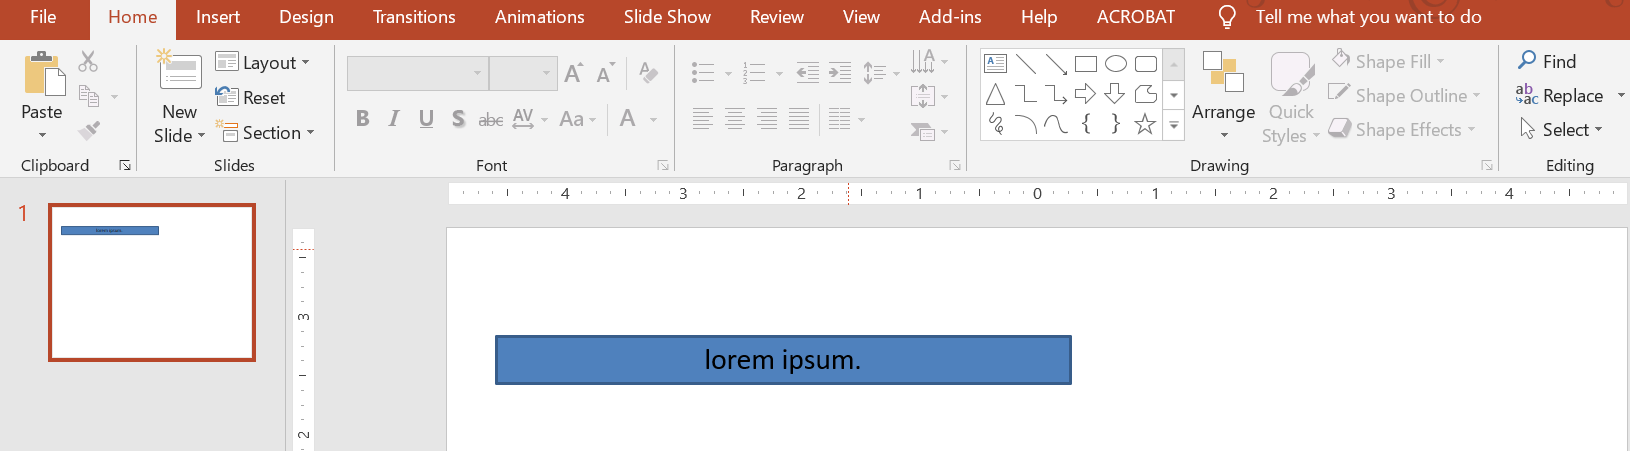 File Home Insert Design Transitions Animations Slide Show Review View Add-ins Help ACROBAT Tell me what you want to do
Paste
Clipboard
New
Slide
Layout
Reset
Section
Slides
A A A
B I U S abc AV Aa A
Font
Paragraph
Arrange
Quick
Styles
Shape Fill
Shape Outline
Shape Effects
Drawing
Find
Replace
Select
Editing
4 3 2 1 0 1 2 3 4
1
lorem ipsum.
3
2
lorem ipsum.